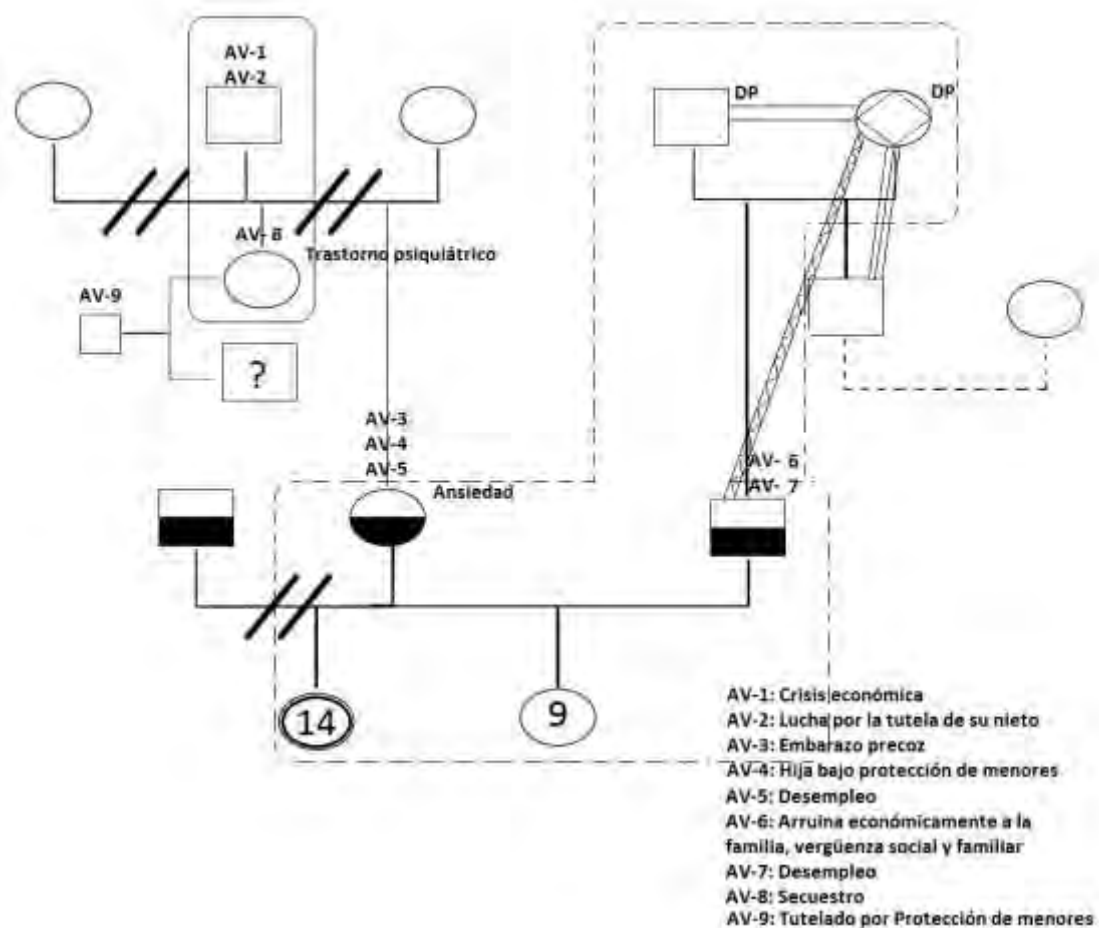 AV-1
AV-2
DP
DP
AV- 8
Trastorno psiquiátrico
AV-9
?
AV-3
AV-4
AV-5
Ansiedad
AV- 6
AV- 7
14
9
AV-1: Crisis económica
AV-2: Lucha por la tutela de su nieto
AV-3: Embarazo precoz
AV-4: Hija bajo protección de menores
AV-5: Desempleo
AV-6: Arruina económicamente a la
familia, vergüenza social y familiar
AV-7: Desempleo
AV-8: Secuestro
AV-9: Tutelado por Protección de menores